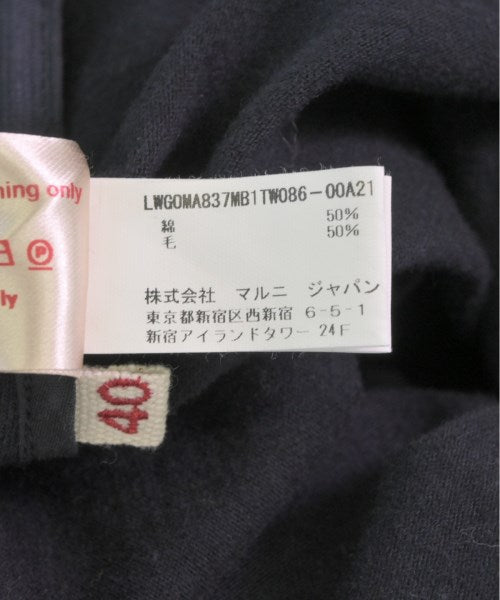 ning only
P
ly
LWG0MA837MB1TW086-00A21
綿 50%
毛 50%
株式会社 マルニ ジャパン
東京都新宿区西新宿 6-5-1
新宿アイランドタワー 24F
40